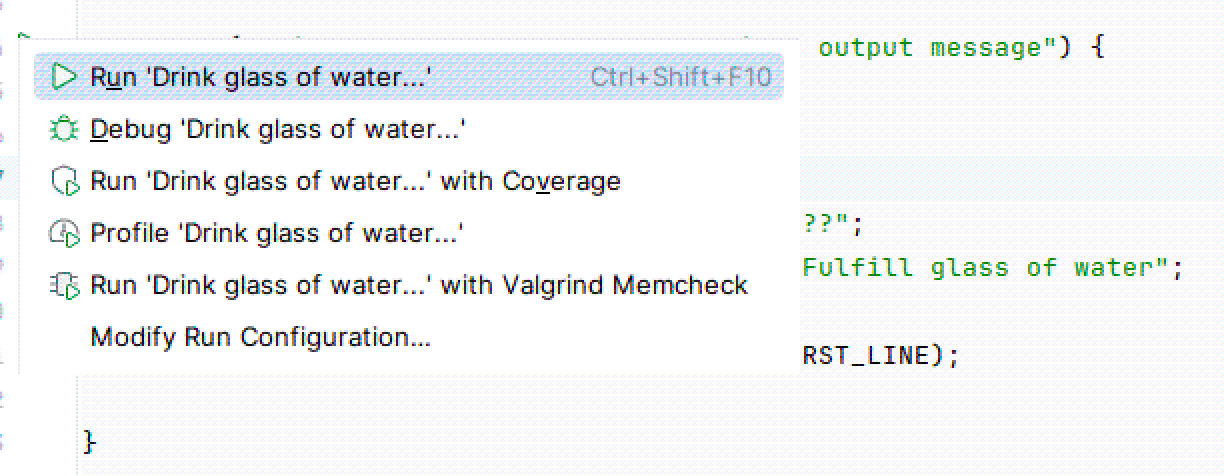 output message") {
Run 'Drink glass of water...' Ctrl+Shift+F10
Debug 'Drink glass of water...'
Run 'Drink glass of water...' with Coverage
Profile 'Drink glass of water...'
??";
Fulfill glass of water";
Run 'Drink glass of water...' with Valgrind Memcheck
Modify Run Configuration...
RST_LINE);
}